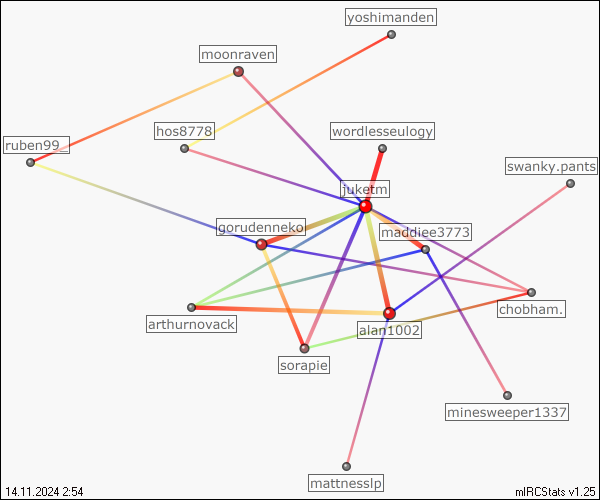 yoshimanden
moonraven
wordlesseulogy
hos8778
ruben99_
swanky.pants
juketm
gorudenneko
maddiee3773
chobham.
arthurnovack
alan1002
sorapie
minesweeper1337
mattnesslp
14.11.2024 2:54
mIRCStats v1.25